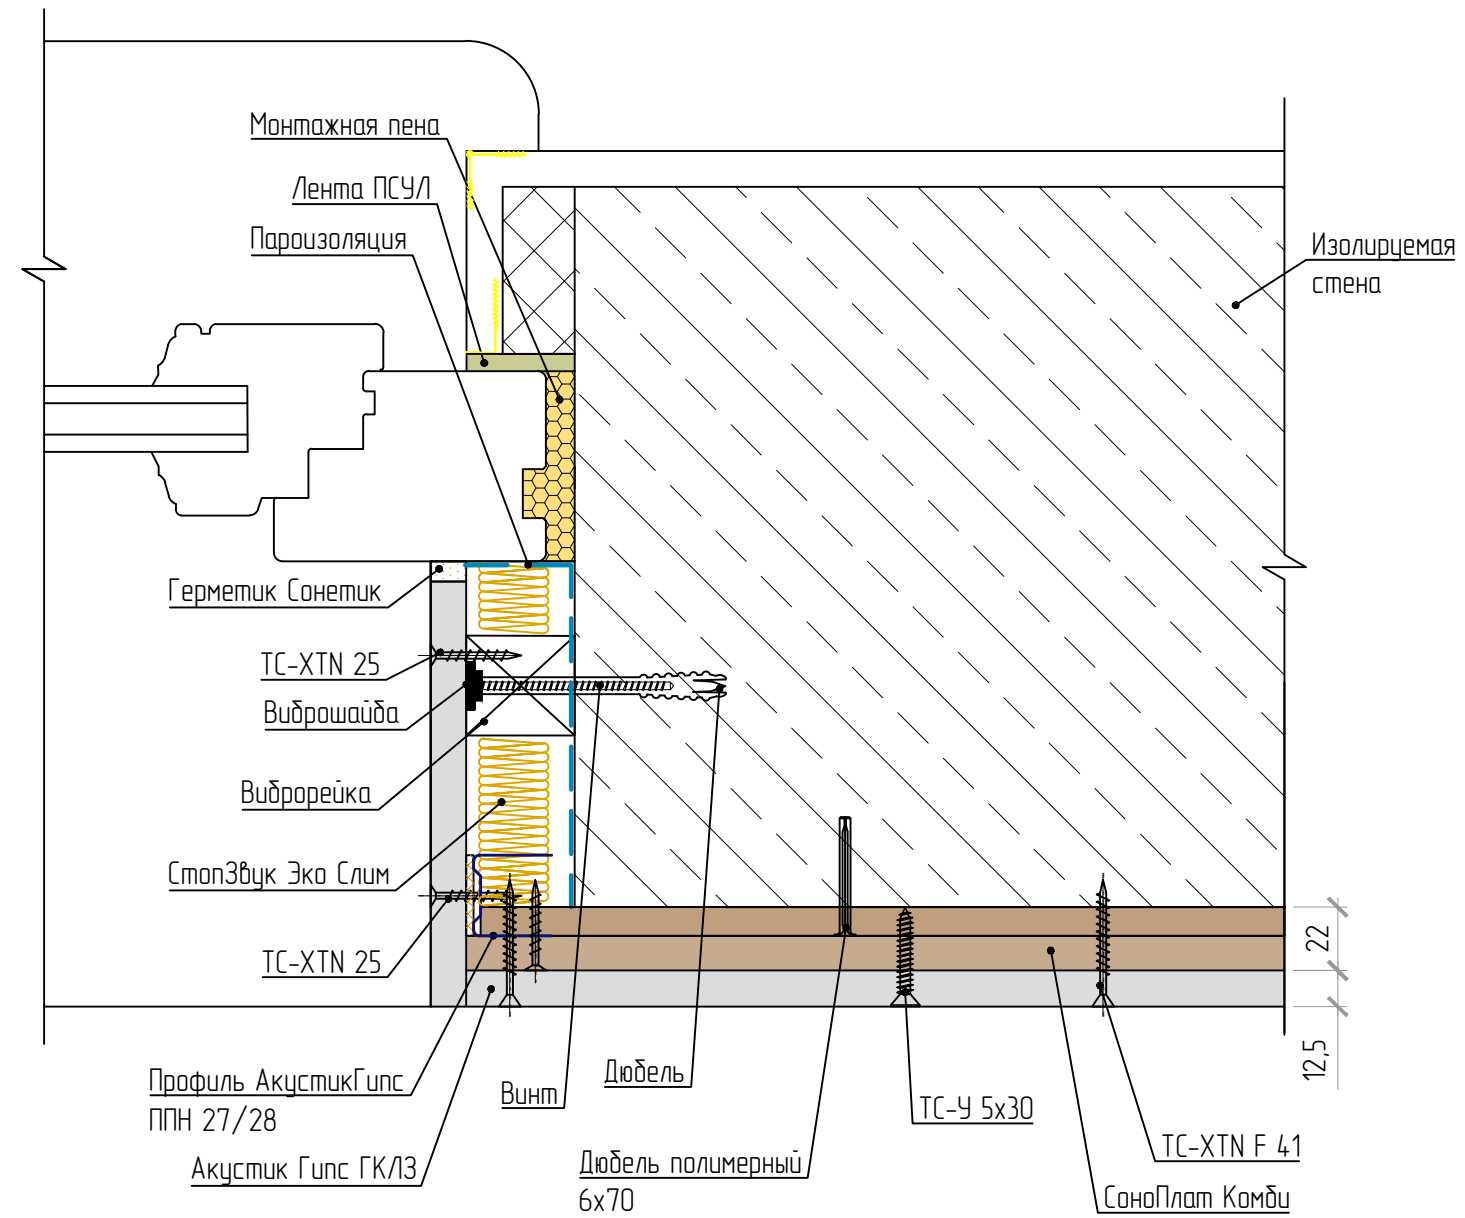 Монтажная пена
Лента ПСУЛ
Пароизоляция
Изолируемая
стена
Герметик Сонетик
ТС-XTN 25
Виброшайба
Виброрейка
СтопЗвук Эко Слим
ТС-XTN 25
22
12,5
Профиль АкустикГипс
ППН 27/28
Акустик Гипс ГКЛЗ
Винт
Дюбель
Дюбель полимерный
6х70
ТС-У 5х30
ТС-XTN F 41
СоноПлат Комби